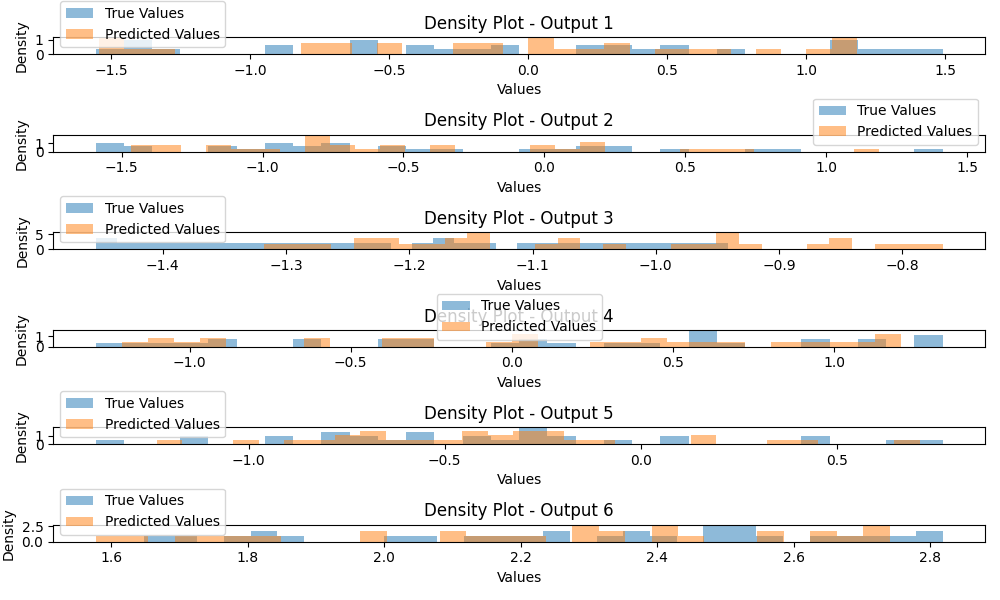 Density Plot - Output 1
True Values
Predicted Values
Density
1
0
−1.5 −1.0 −0.5 0.0 0.5 1.0 1.5
Values
Density Plot - Output 2
True Values
Predicted Values
Density
1
0
−1.5 −1.0 −0.5 0.0 0.5 1.0 1.5
Values
Density Plot - Output 3
True Values
Predicted Values
Density
5
0
−1.4 −1.3 −1.2 −1.1 −1.0 −0.9 −0.8
Values
Density Plot - Output 4
True Values
Predicted Values
Density
1
0
−1.0 −0.5 0.0 0.5 1.0
Values
Density Plot - Output 5
True Values
Predicted Values
Density
1
0
−1.0 −0.5 0.0 0.5
Values
Density Plot - Output 6
True Values
Predicted Values
Density
2.5
0.0
1.6 1.8 2.0 2.2 2.4 2.6 2.8
Values